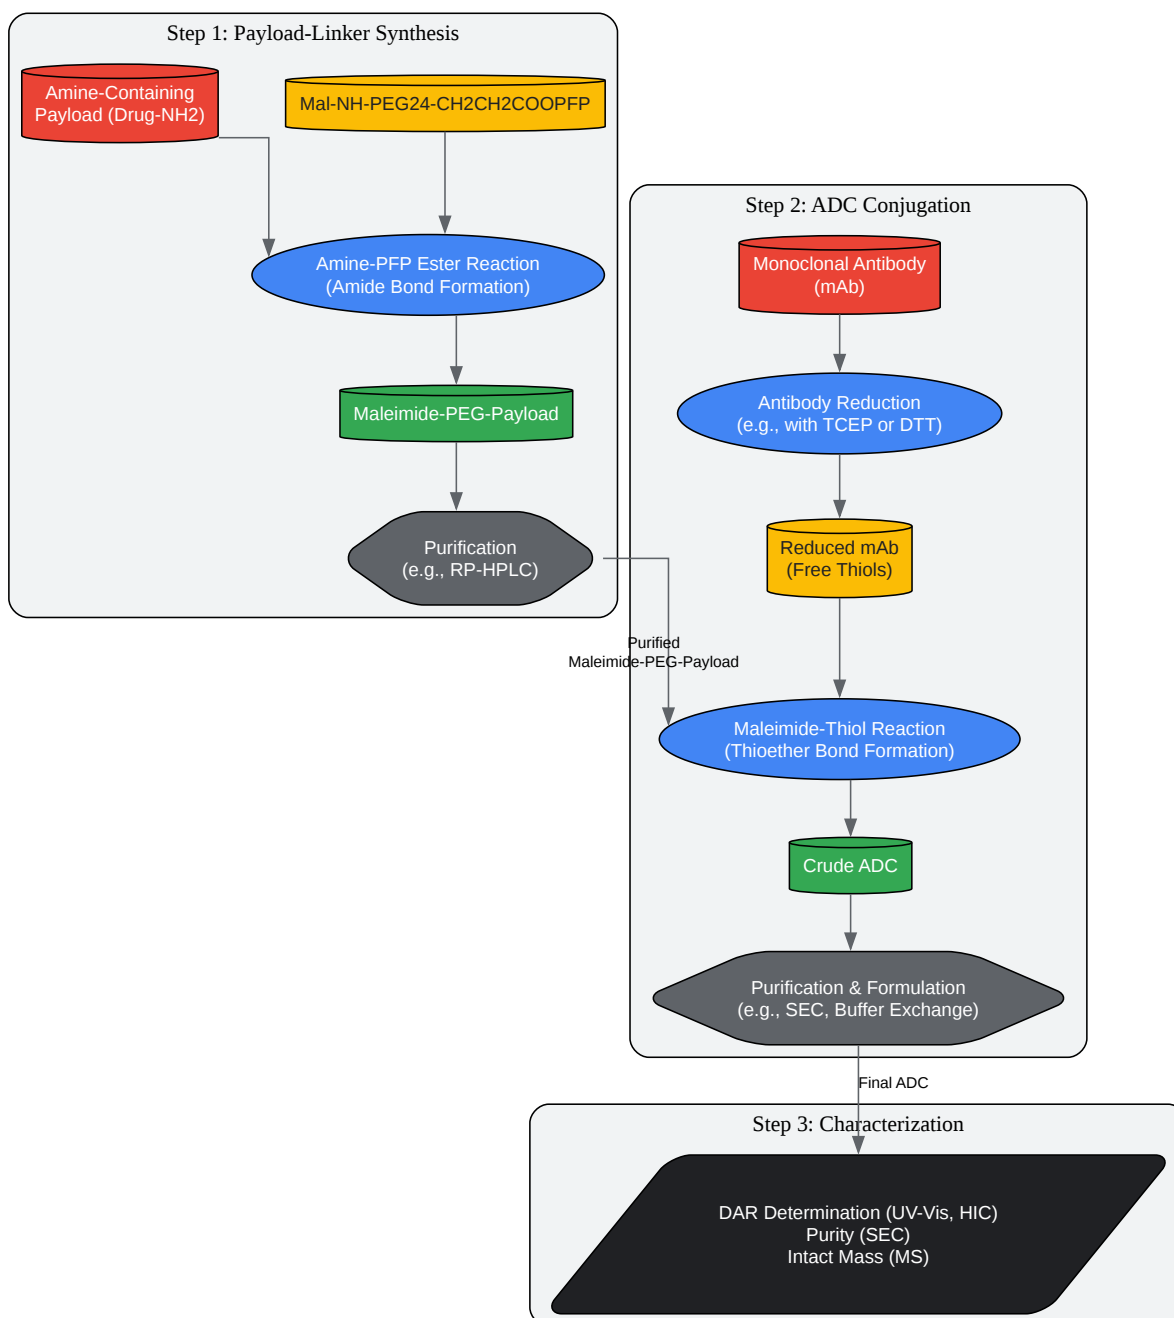 Step 1: Payload-Linker Synthesis
Amine-Containing
Payload (Drug-NH2)
Mal-NH-PEG24-CH2CH2COOPFP
Amine-PFP Ester Reaction
(Amide Bond Formation)
Maleimide-PEG-Payload
Purification
(e.g., RP-HPLC)
Purified
Maleimide-PEG-Payload
Step 2: ADC Conjugation
Monoclonal Antibody
(mAb)
Antibody Reduction
(e.g., with TCEP or DTT)
Reduced mAb
(Free Thiols)
Maleimide-Thiol Reaction
(Thioether Bond Formation)
Crude ADC
Purification & Formulation
(e.g., SEC, Buffer Exchange)
Final ADC
Step 3: Characterization
DAR Determination (UV-Vis, HIC)
Purity (SEC)
Intact Mass (MS)